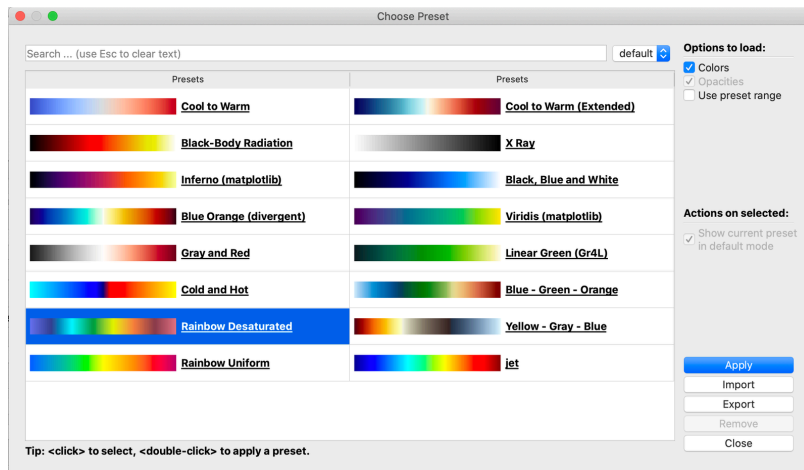 Choose Preset
Search ... (use Esc to clear text)
default
Options to load:
Colors
Opacities
Use preset range
Presets
Presets
Cool to Warm
Cool to Warm (Extended)
Black-Body Radiation
X Ray
Inferno (matplotlib)
Black, Blue and White
Blue Orange (divergent)
Viridis (matplotlib)
Gray and Red
Linear Green (Gr4L)
Cold and Hot
Blue - Green - Orange
Rainbow Desaturated
Yellow - Gray - Blue
Rainbow Uniform
jet
Actions on selected:
Show current preset
in default mode
Apply
Import
Export
Remove
Close
Tip: <click> to select, <double-click> to apply a preset.